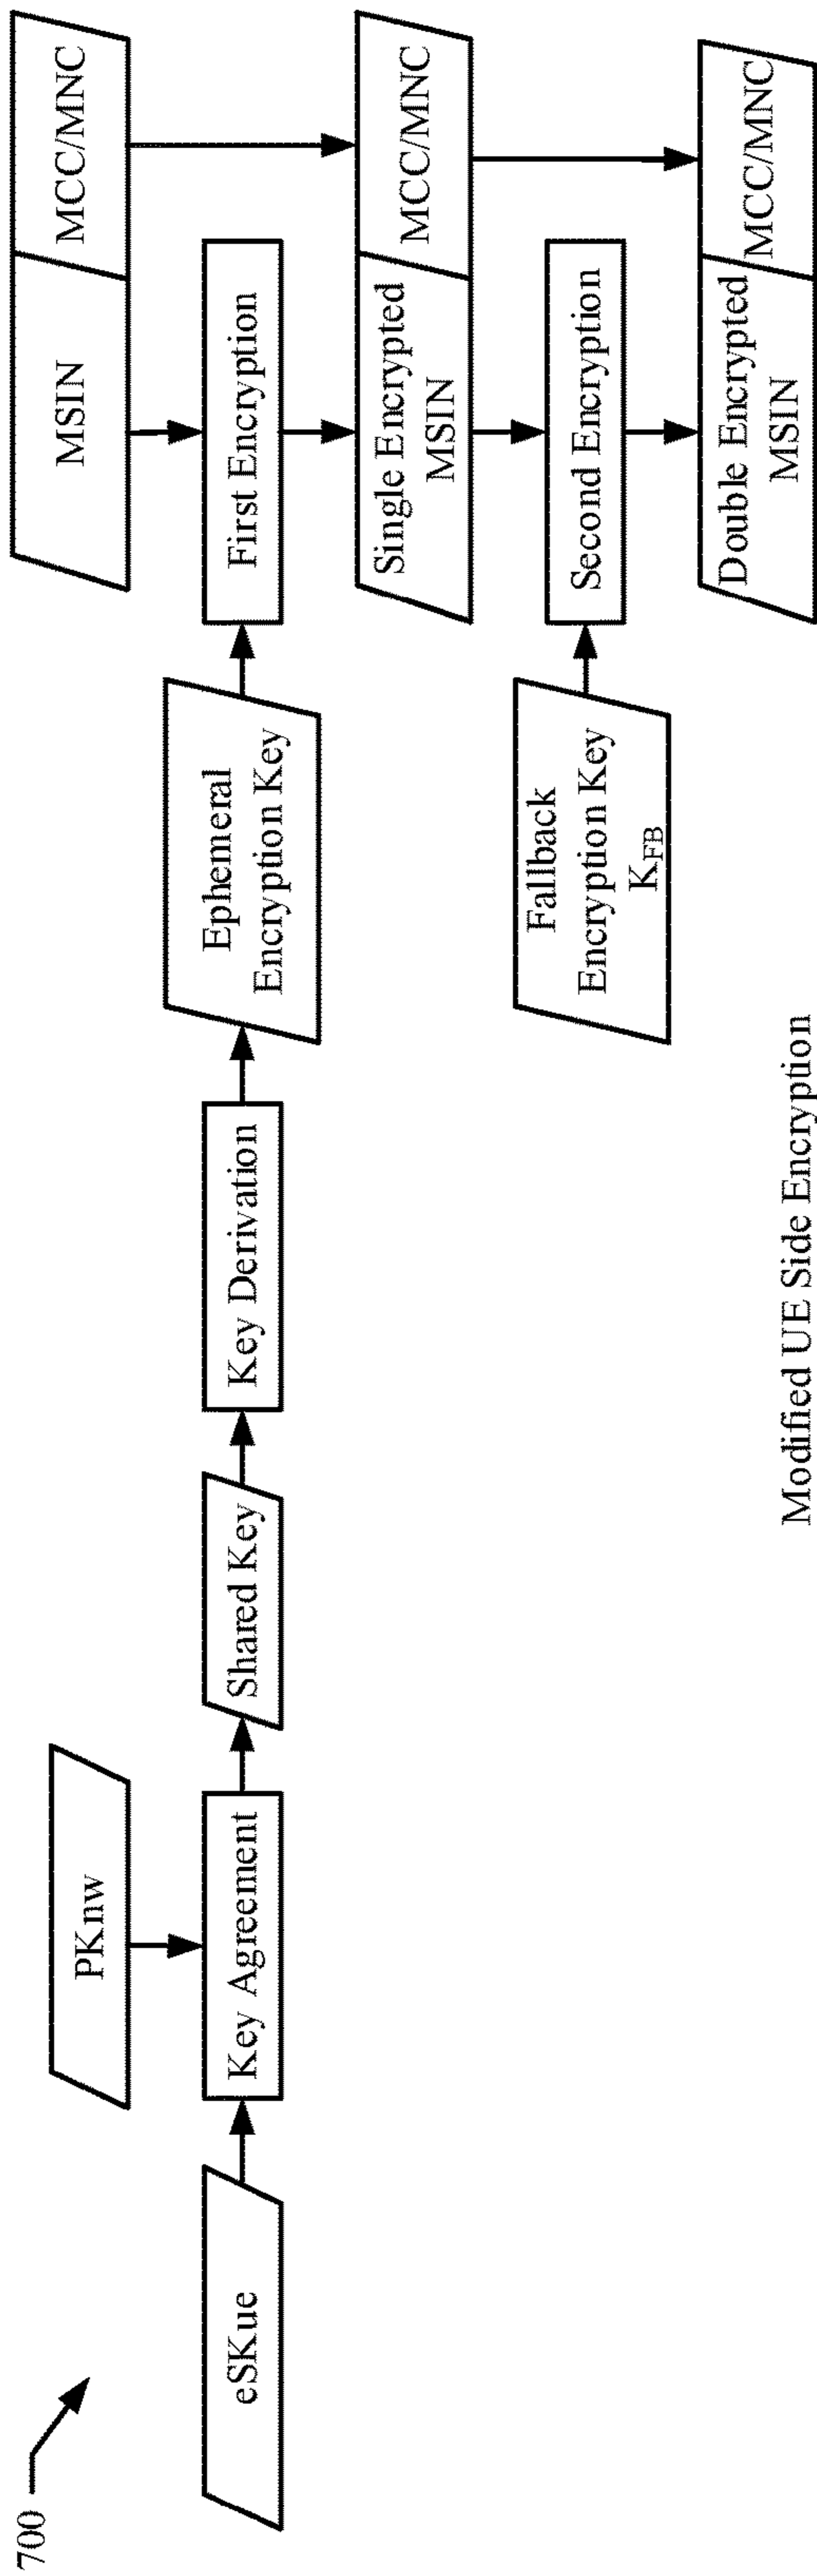 700
eSKue
PKnw
Key Agreement
Shared Key
Key Derivation
Ephemeral
Encryption Key
MSIN
MCC/MNC
First Encryption
Single Encrypted
MSIN
MCC/MNC
Fallback
Encryption Key
K_FB
Second Encryption
Double Encrypted
MSIN
MCC/MNC
Modified UE Side Encryption